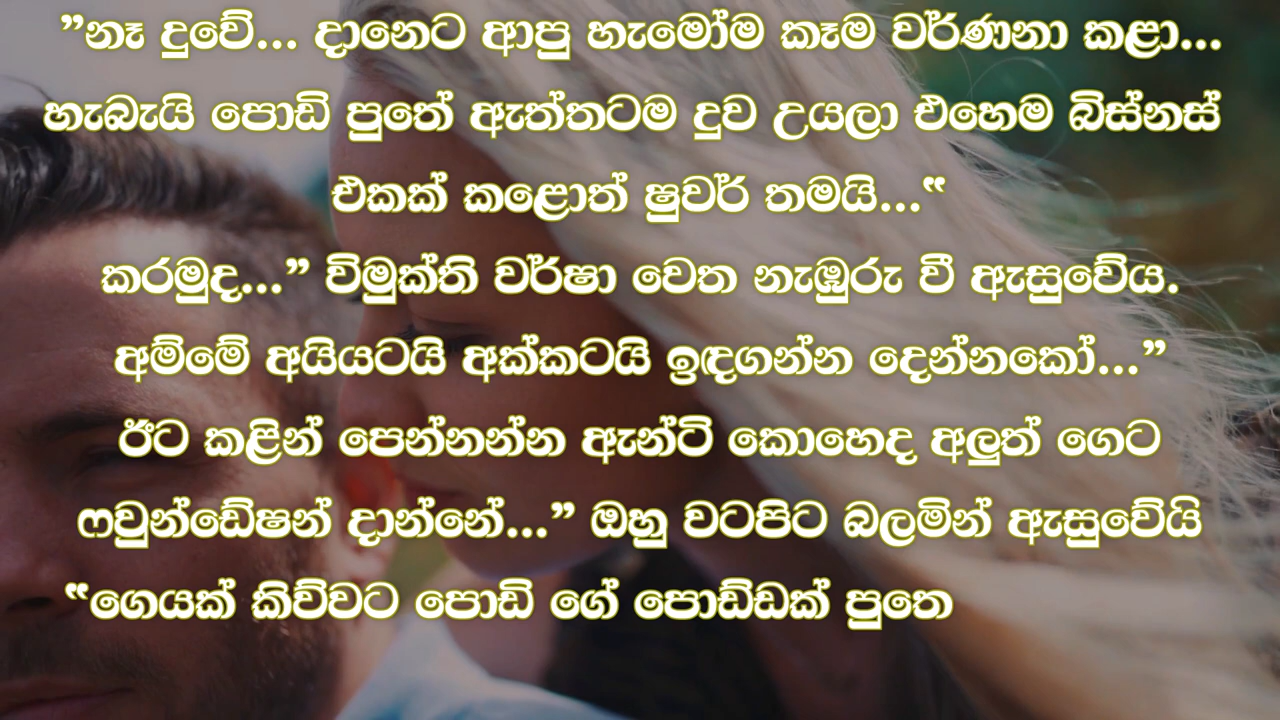 ”නෑ දුවේ... දානෙට ආපු හැමෝම කෑම වර්ණනා කළා...
හැබැයි පොඩි පුතේ ඇත්තටම දුව උයලා එහෙම බිස්නස්
එකක් කළොත් ෂුවර් තමයි...“
කරමුද...” විමුක්ති වර්ෂා වෙත නැඹුරු වී ඇසුවේය.
අම්මේ අයියටයි අක්කටයි ඉඳගන්න දෙන්නකෝ...”
ඊට කළින් පෙන්නන්න ඇන්ටි කොහෙද අලුත් ගෙට
ෆවුන්ඩේෂන් දාන්නේ...” ඔහු වටපිට බලමින් ඇසුවේයි
“ගෙයක් කිව්වට පොඩි ගේ පොඩ්ඩක් පුතෙ